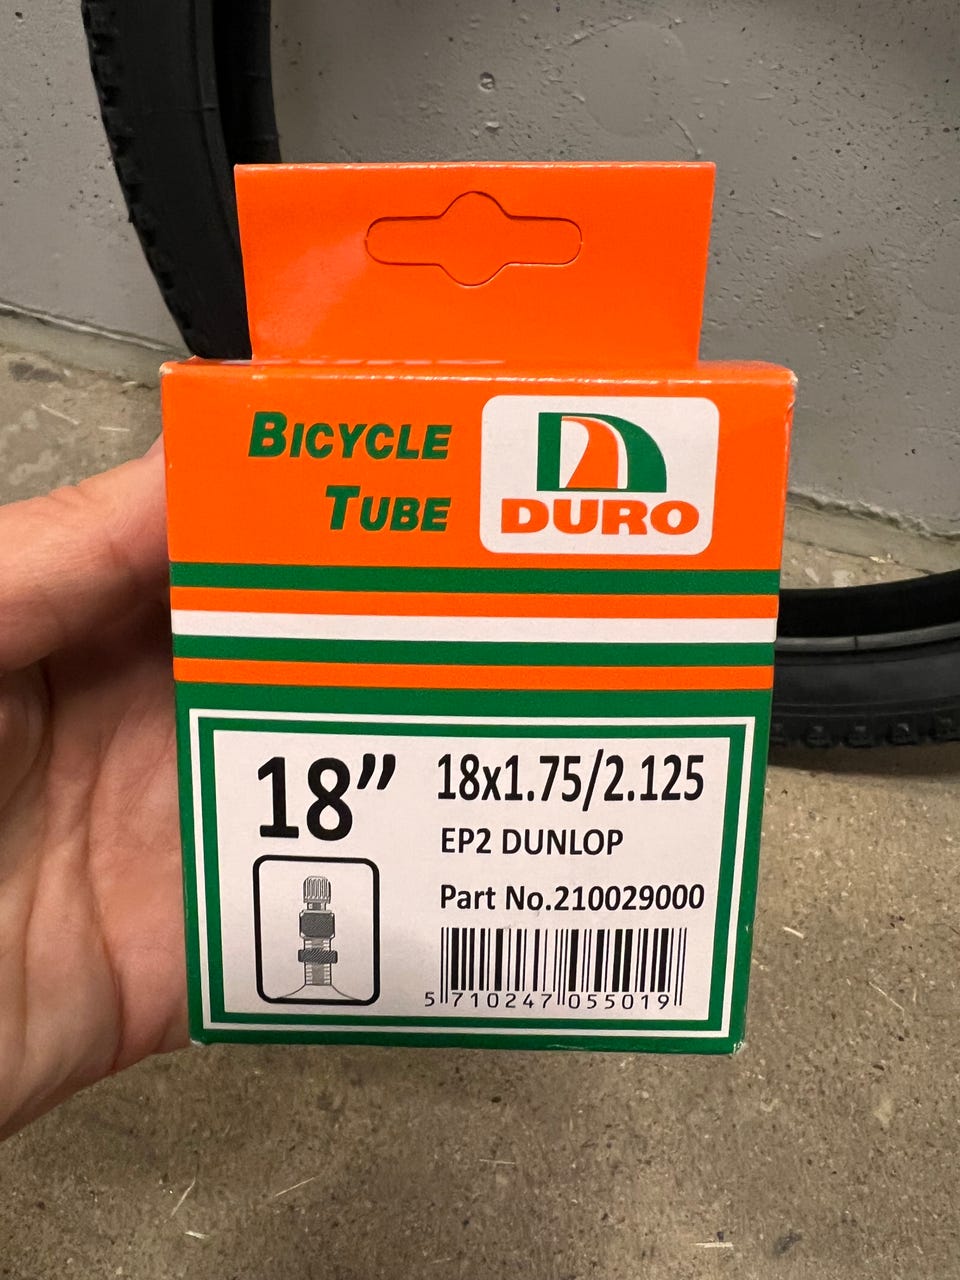 BICYCLE
TUBE
DURO
18”
18x1.75/2.125
EP2 DUNLOP
Part No.210029000
5 710247 055019